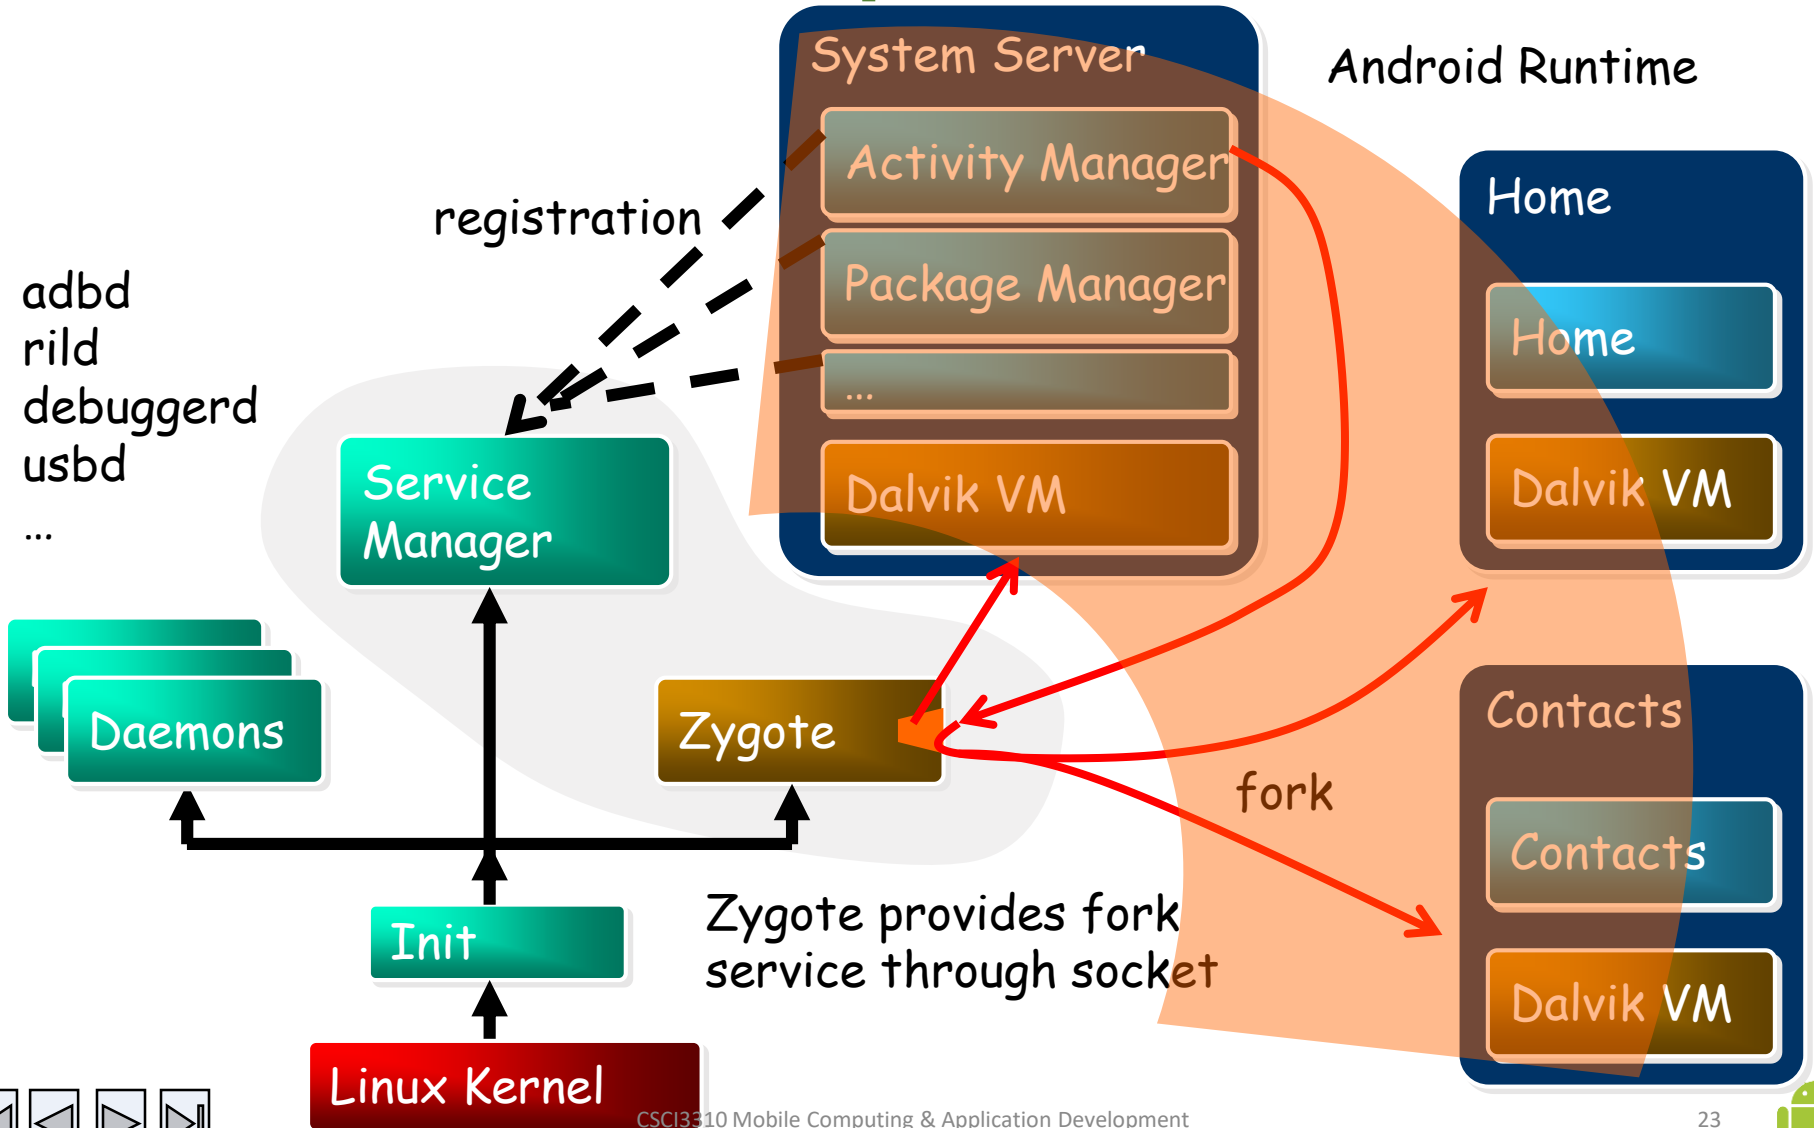 System Server
Android Runtime
Activity Manager
registration
Home
Package Manager
adbd
rild
debuggerd
usbd
...
...
Home
Service
Manager
Dalvik VM
Dalvik VM
Daemons
Zygote
Contacts
fork
Contacts
Init
Zygote provides fork
service through socket
Dalvik VM
Linux Kernel
CSCI3310 Mobile Computing & Application Development
23